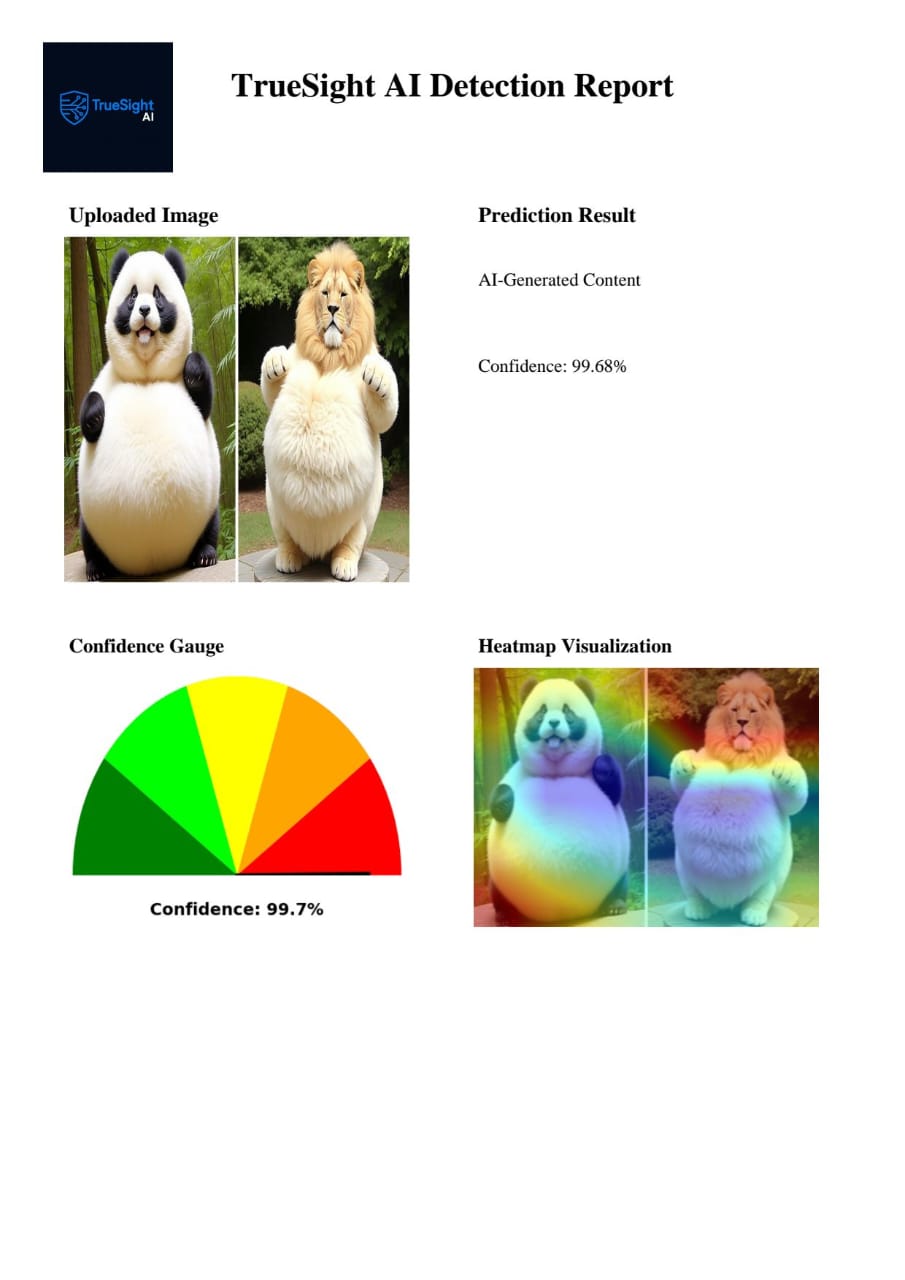 TrueSight
AI
TrueSight AI Detection Report
Uploaded Image
Prediction Result
AI-Generated Content
Confidence: 99.68%
Confidence Gauge
Heatmap Visualization
Confidence: 99.7%